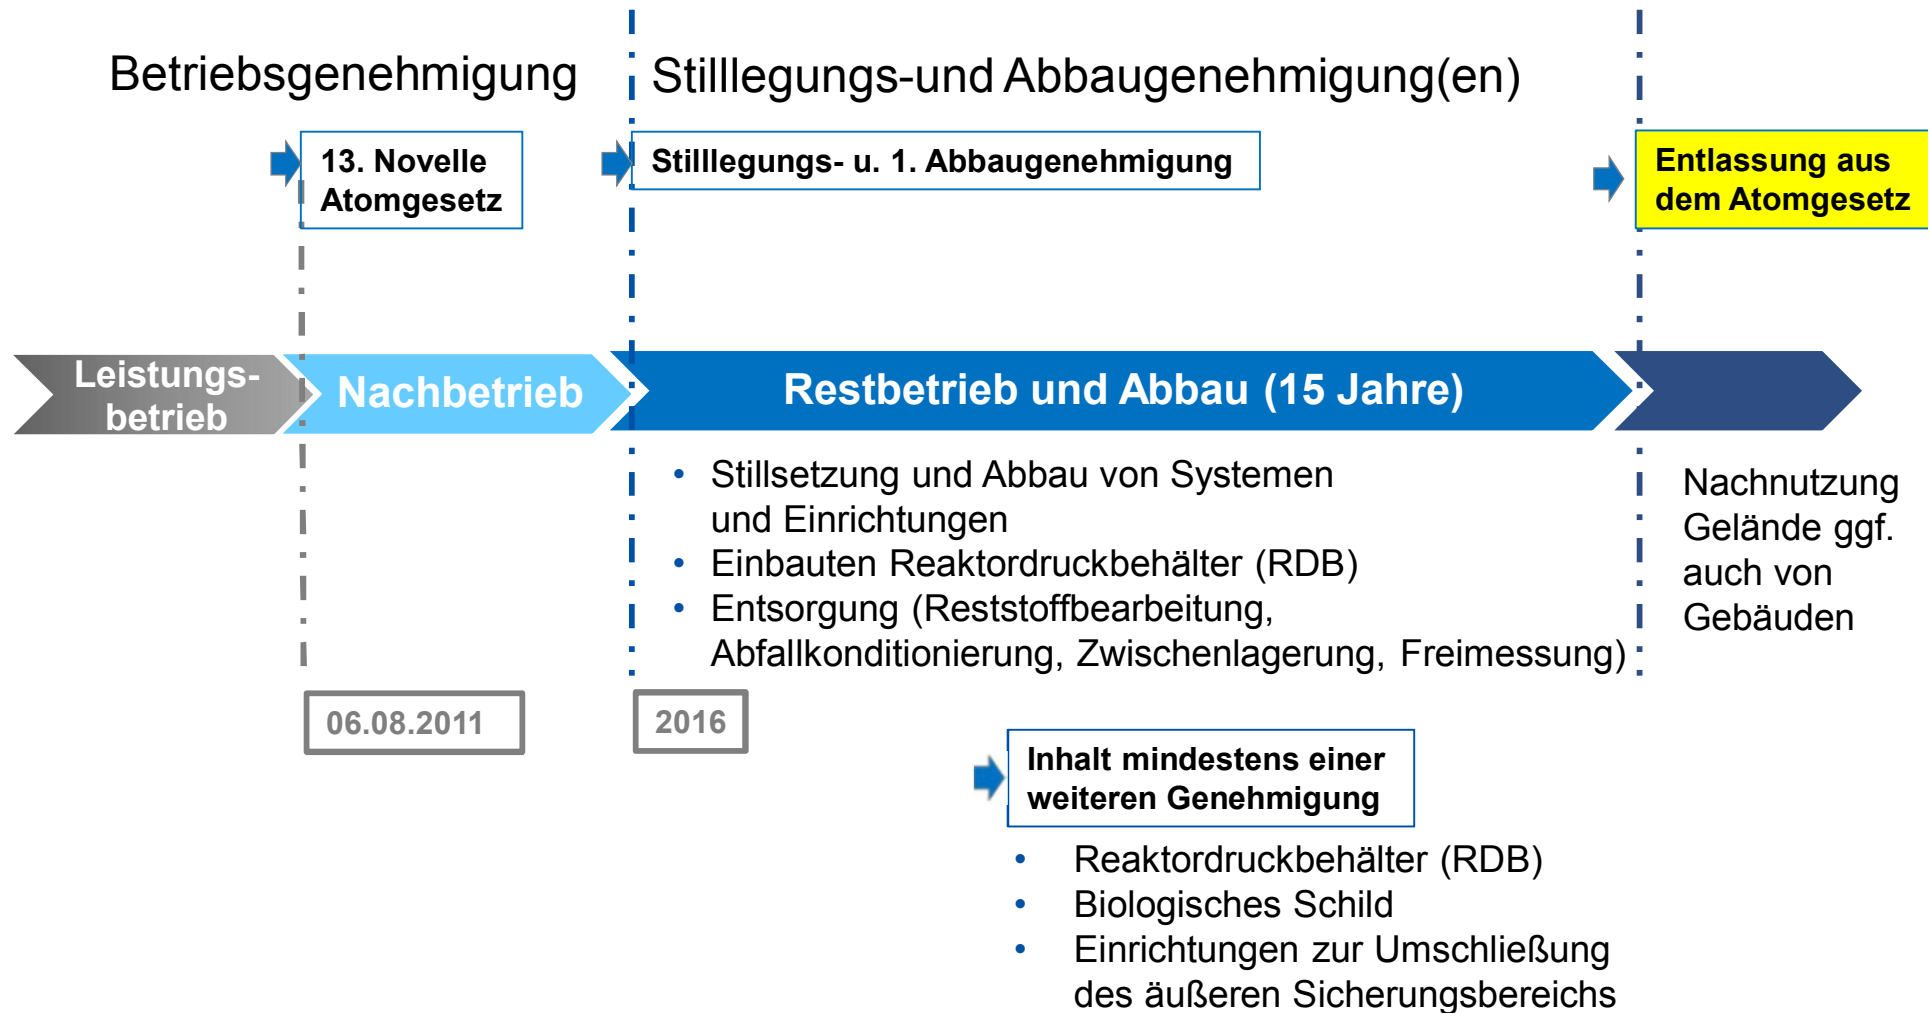 Betriebsgenehmigung
Stilllegungs-und Abbaugenehmigung(en)
13. Novelle
Atomgesetz
Stilllegungs- u. 1. Abbaugenehmigung
Entlassung aus
dem Atomgesetz
Leistungs-
betrieb
Nachbetrieb
Restbetrieb und Abbau (15 Jahre)
• Stillsetzung und Abbau von Systemen
und Einrichtungen
• Einbauten Reaktordruckbehälter (RDB)
• Entsorgung (Reststoffbearbeitung,
Abfallkonditionierung, Zwischenlagerung, Freimessung)
Nachnutzung
Gelände ggf.
auch von
Gebäuden
06.08.2011
2016
Inhalt mindestens einer
weiteren Genehmigung
• Reaktordruckbehälter (RDB)
• Biologisches Schild
• Einrichtungen zur Umschließung
des äußeren Sicherungsbereichs